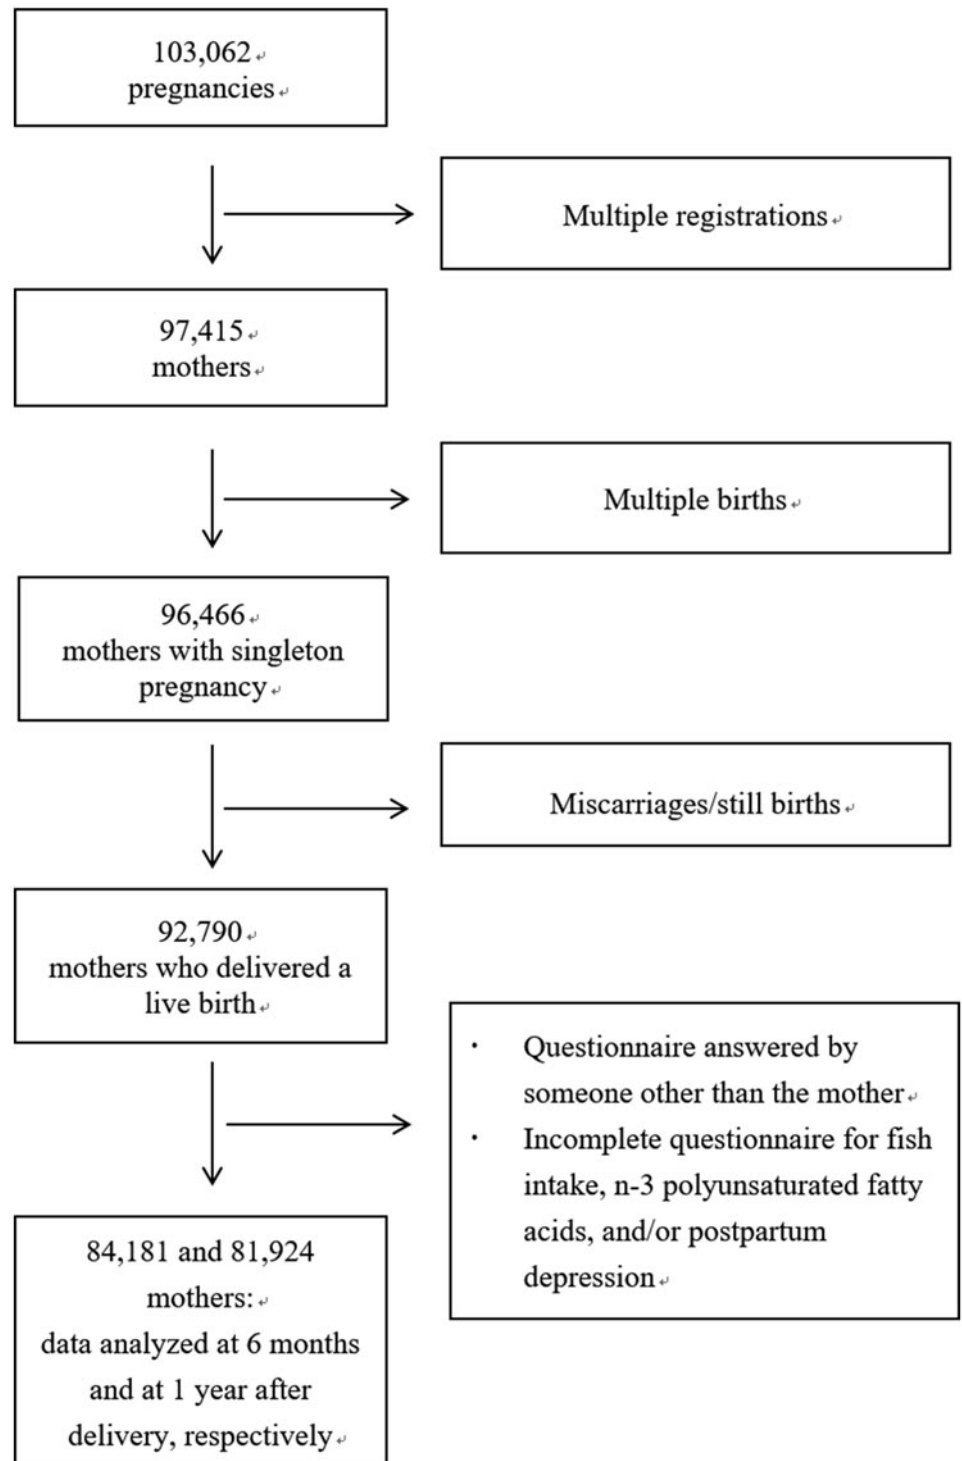 103,062
pregnancies
Multiple registrations
97,415
mothers
Multiple births
96,466
mothers with singleton
pregnancy
Miscarriages/still births
92,790
mothers who delivered a
live birth
· Questionnaire answered by
someone other than the mother
· Incomplete questionnaire for fish
intake, n-3 polyunsaturated fatty
acids, and/or postpartum
depression
84,181 and 81,924
mothers:
data analyzed at 6 months
and at 1 year after
delivery, respectively